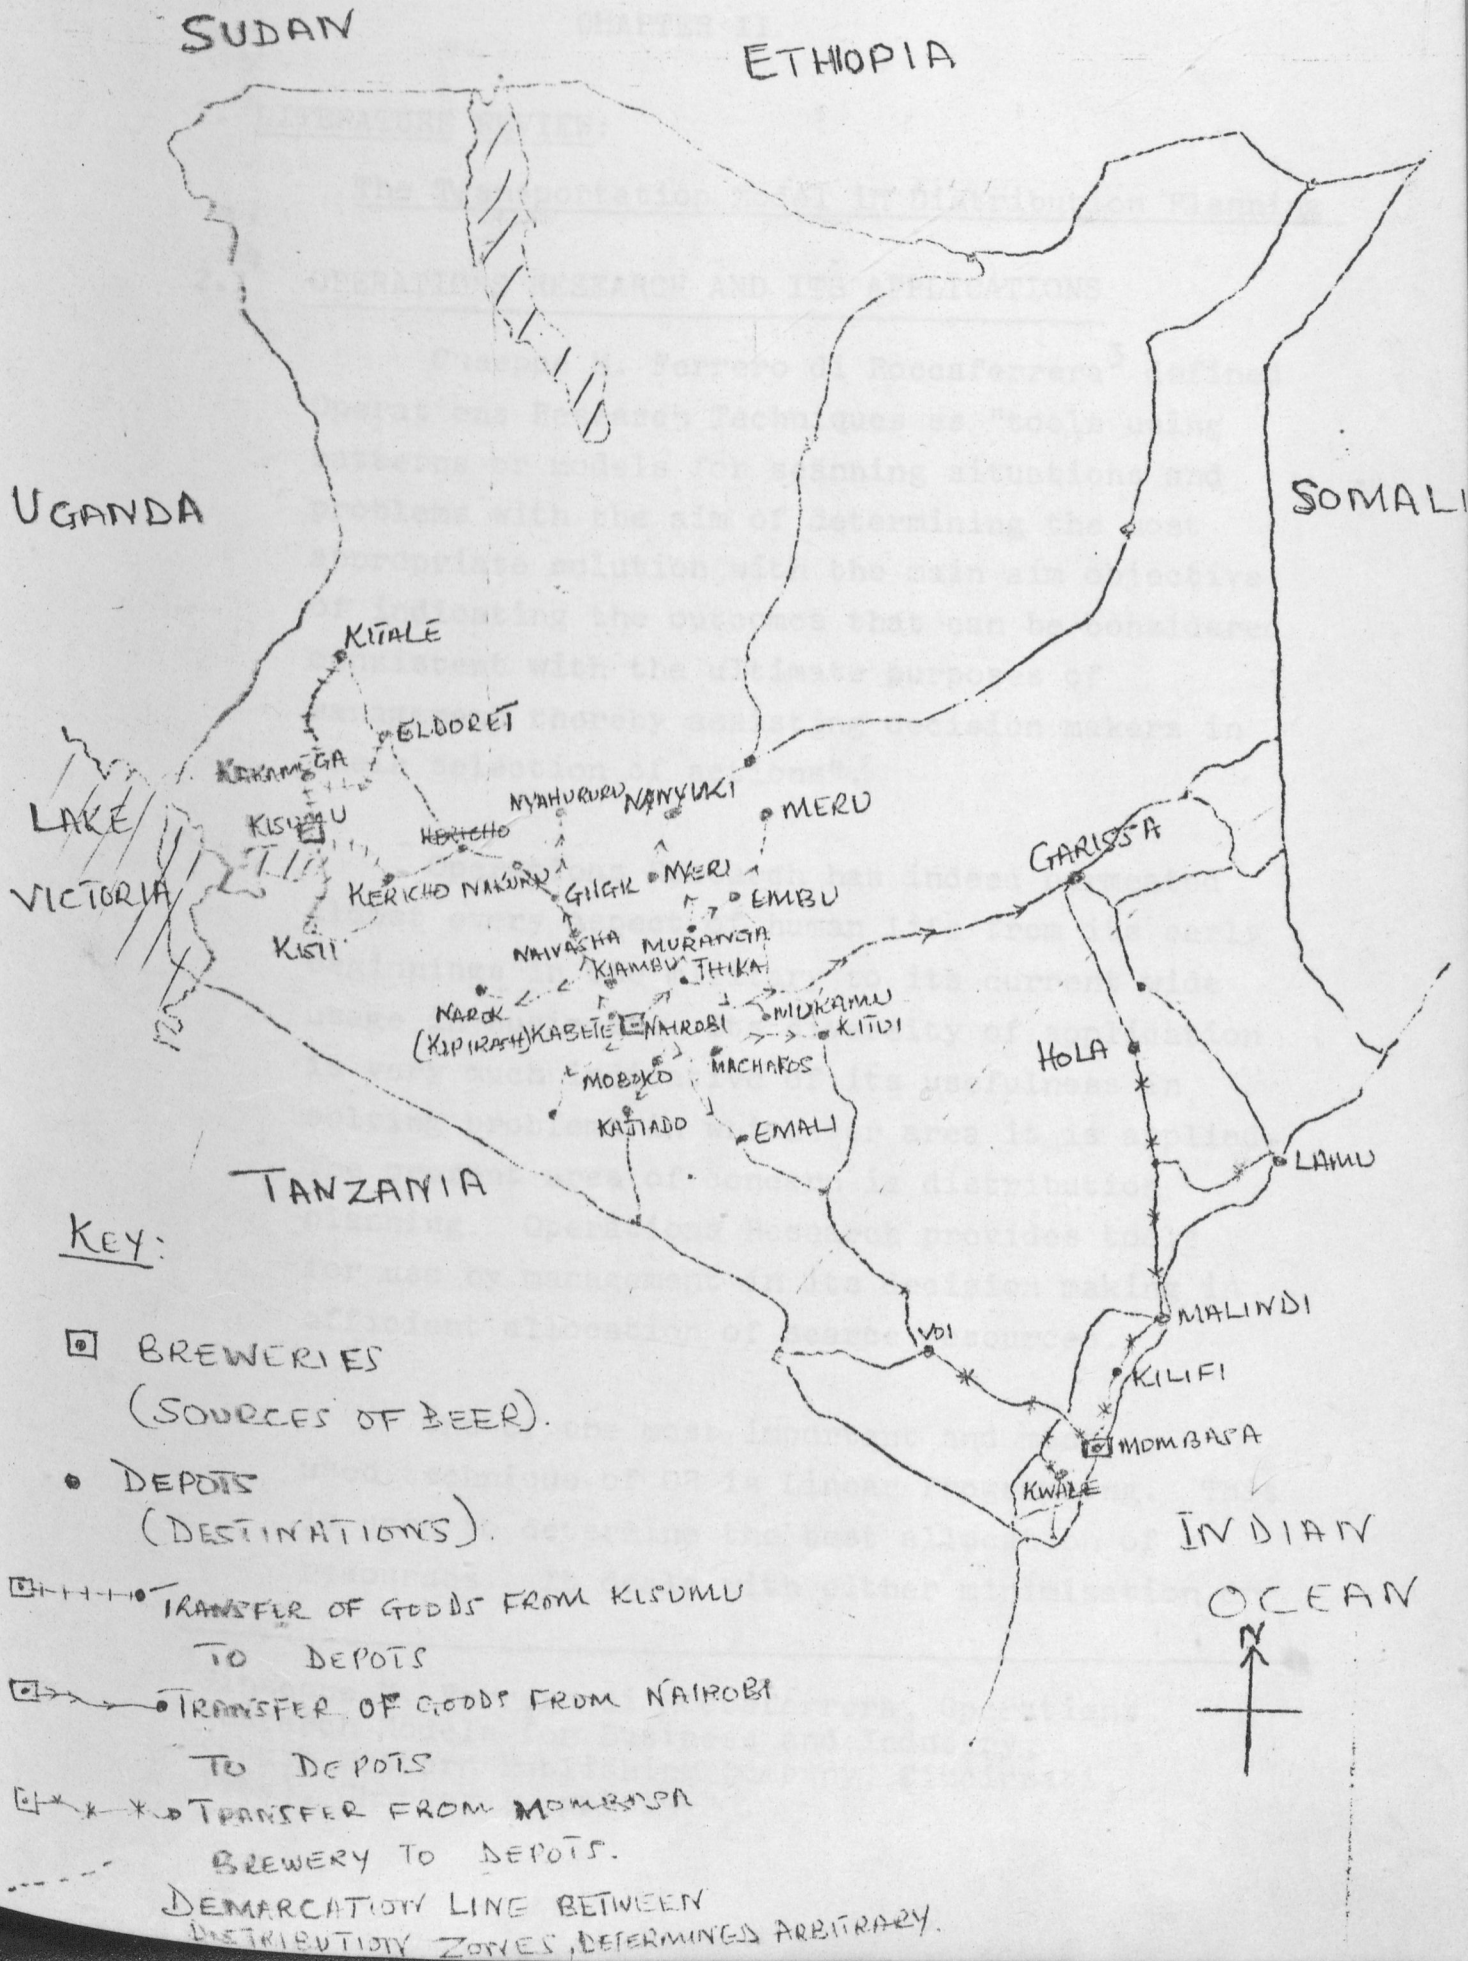 SUDAN
ETHIOPIA
UGANDA
SOMALI
KITALE
ELDORET
KAKAMEGA
LAKE
VICTORIA
KISUMU
KERICHO
NYAHURURU
NANYUKI
MERU
KERICHO
NAKURU
GILGIL
NYERI
EMBU
GARISSA
KISII
NAIVASHA
MURANGA
KIAMBU
THIKA
NAROK
(KIPIRASH)
KABETE
NAIROBI
MUKAMU
KITUI
MOBOKO
MACHAKOS
HOLA
KAJIADO
EMALI
LAMU
TANZANIA
VOI
MALINDI
KILIFI
MOMBASA
KWALE
INDIAN
OCEAN
N
KEY:
BREWERIES
(SOURCES OF BEER).
DEPOTS
(DESTINATIONS).
TRANSFER OF GOODS FROM KISUMU
TO DEPOTS
TRANSFER OF GOODS FROM NAIROBI
TO DEPOTS
TRANSFER FROM MOMBASA
BREWERY TO DEPOTS.
DEMARCATION LINE BETWEEN
DISTRIBUTION ZONES, DETERMINED ARBITRARY.